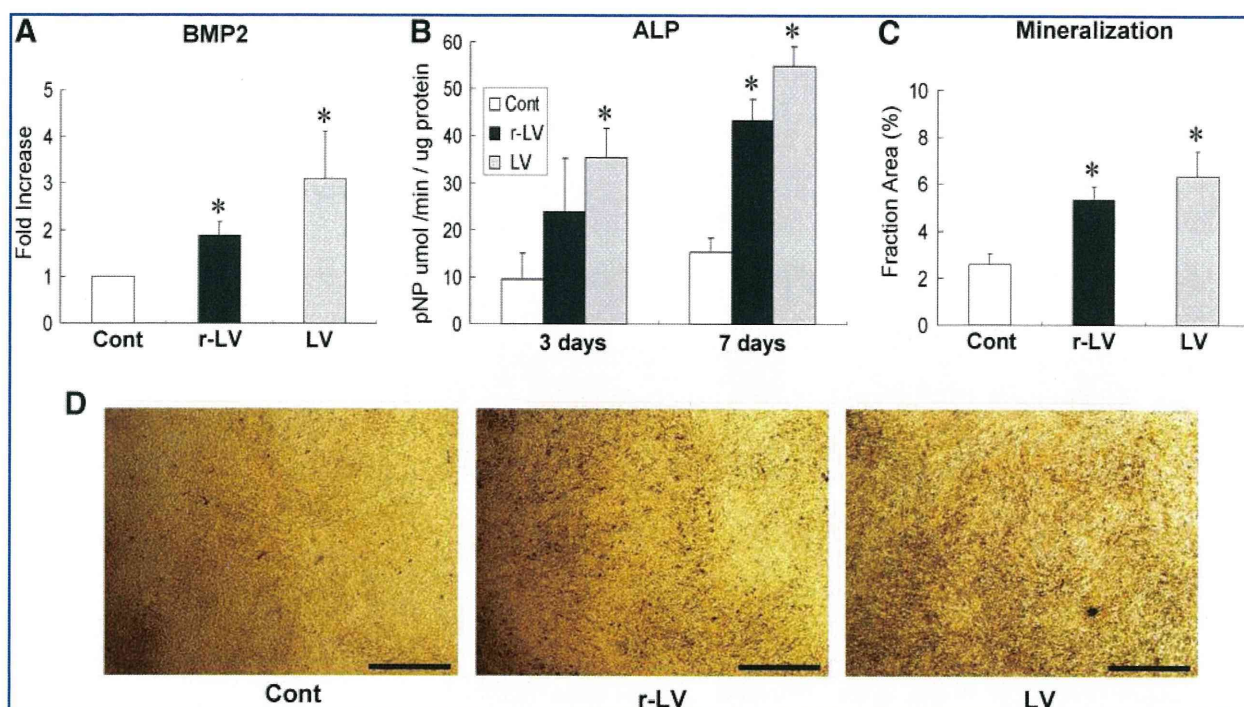 A
BMP2
Fold Increase
5
4
3
2
1
0
Cont
r-LV
LV
*
*
B
ALP
pNP umol /min / ug protein
60
50
40
30
20
10
0
Cont
r-LV
LV
*
*
*
3 days
7 days
C
Mineralization
Fraction Area (%)
10
8
6
4
2
0
*
*
Cont
r-LV
LV
D
Cont
r-LV
LV